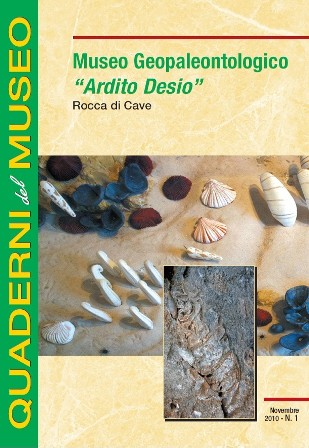 QUADERNI del MUSEO
Museo Geopaleontologico
“Ardito Desio”
Rocca di Cave
Novembre
2010 - N. 1